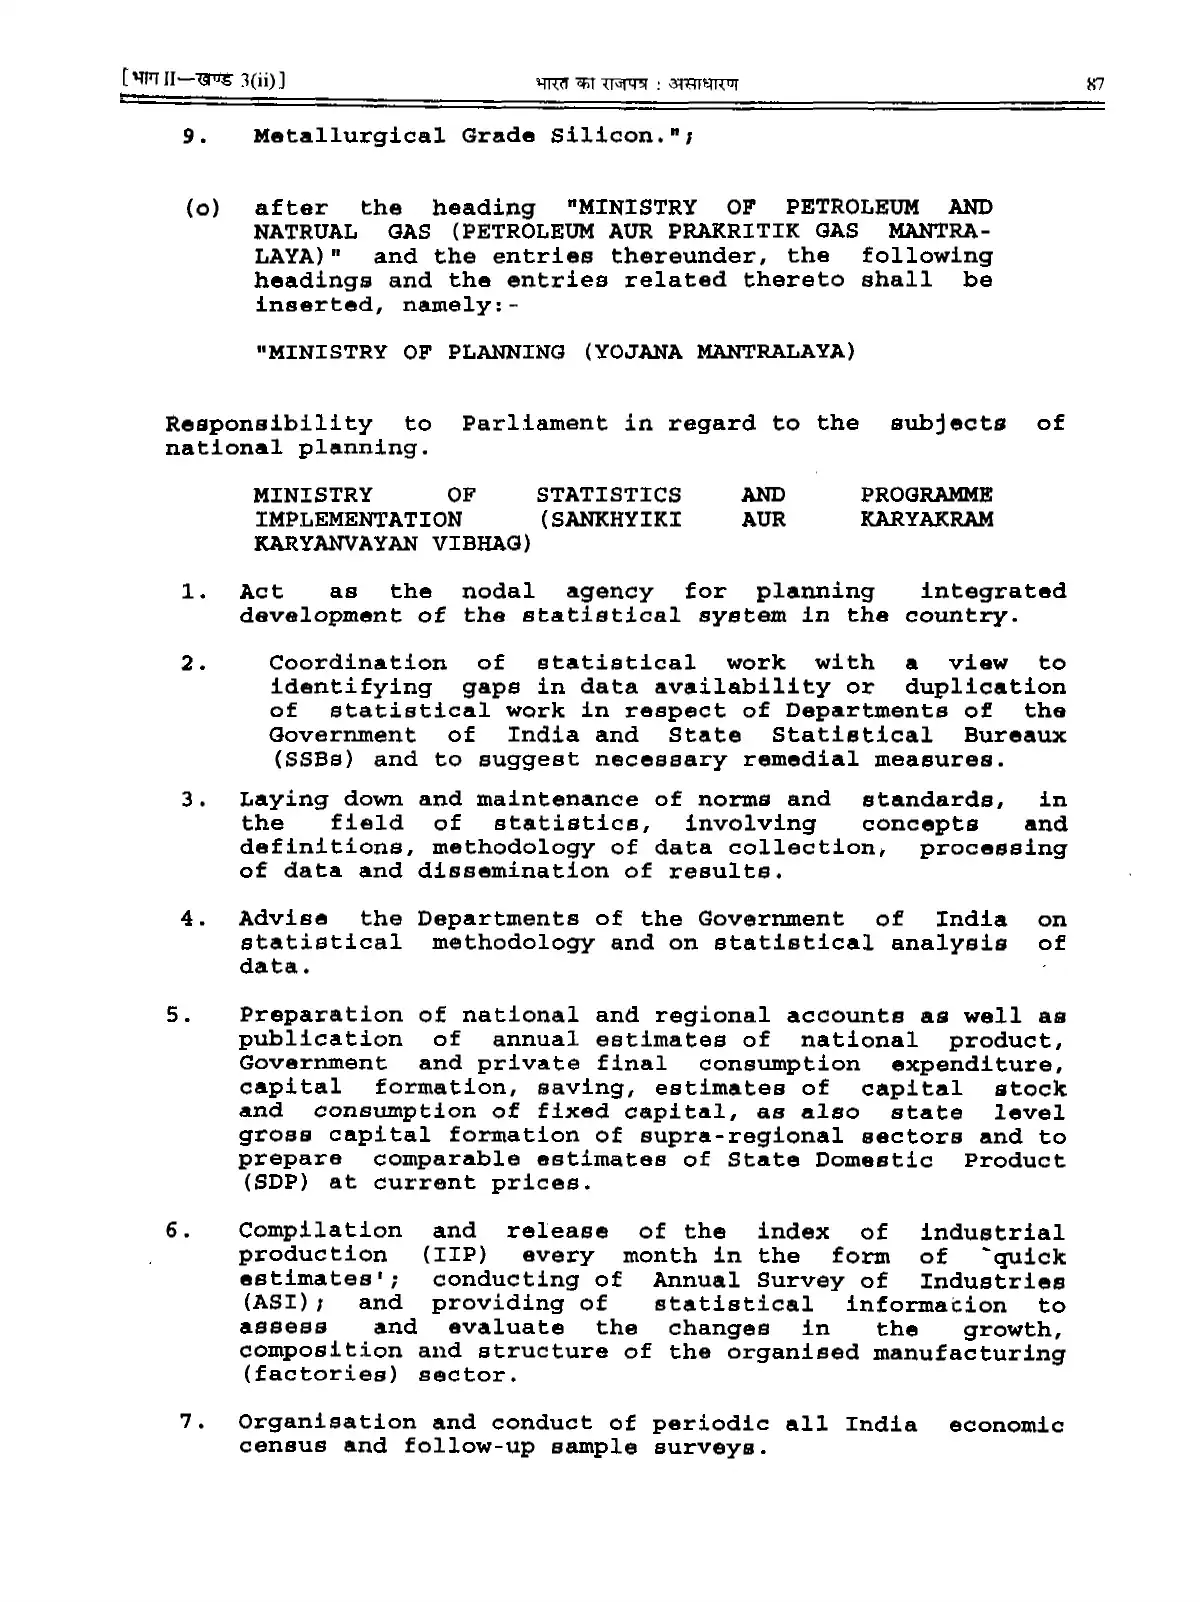 [भाग II—खण्ड 3(ii)] भारत का राजपत्र : असाधारण 87
9. Metallurgical Grade Silicon.";
(o) after the heading "MINISTRY OF PETROLEUM AND
NATRUAL GAS (PETROLEUM AUR PRAKRITIK GAS MANTRA-
LAYA)" and the entries thereunder, the following
headings and the entries related thereto shall be
inserted, namely:-
"MINISTRY OF PLANNING (YOJANA MANTRALAYA)
Responsibility to Parliament in regard to the subjects of
national planning.
MINISTRY OF STATISTICS AND PROGRAMME
IMPLEMENTATION (SANKHYIKI AUR KARYAKRAM
KARYANVAYAN VIBHAG)
1. Act as the nodal agency for planning integrated
development of the statistical system in the country.
2. Coordination of statistical work with a view to
identifying gaps in data availability or duplication
of statistical work in respect of Departments of the
Government of India and State Statistical Bureaux
(SSBs) and to suggest necessary remedial measures.
3. Laying down and maintenance of norms and standards, in
the field of statistics, involving concepts and
definitions, methodology of data collection, processing
of data and dissemination of results.
4. Advise the Departments of the Government of India on
statistical methodology and on statistical analysis of
data.
5. Preparation of national and regional accounts as well as
publication of annual estimates of national product,
Government and private final consumption expenditure,
capital formation, saving, estimates of capital stock
and consumption of fixed capital, as also state level
gross capital formation of supra-regional sectors and to
prepare comparable estimates of State Domestic Product
(SDP) at current prices.
6. Compilation and release of the index of industrial
production (IIP) every month in the form of `quick
estimates'; conducting of Annual Survey of Industries
(ASI); and providing of statistical information to
assess and evaluate the changes in the growth,
composition and structure of the organised manufacturing
(factories) sector.
7. Organisation and conduct of periodic all India economic
census and follow-up sample surveys.